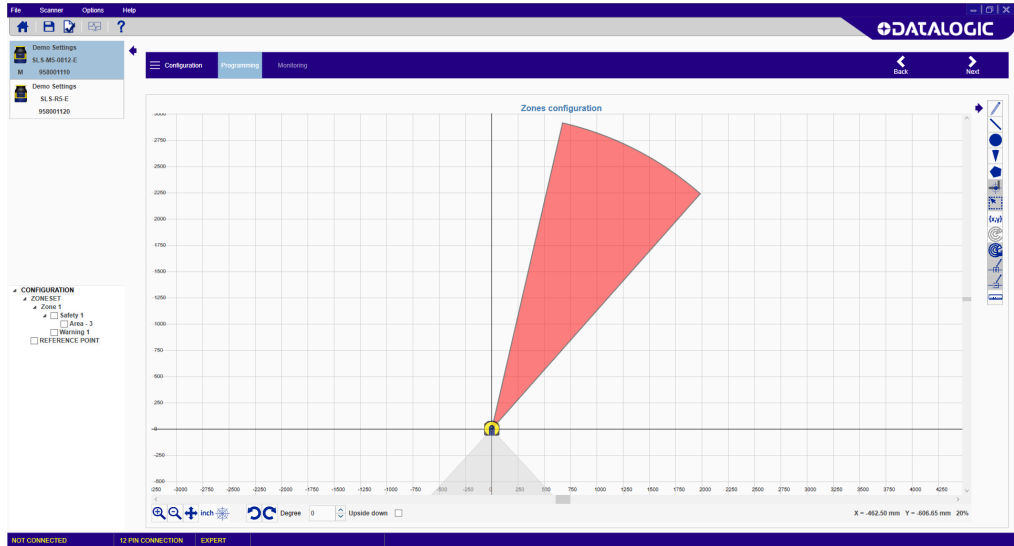 File Scanner Options Help
?
DATALOGIC
Demo Settings
SLS-M5-0812-E
M 958001110
Demo Settings
SLS-R5-E
958001120
Configuration Programming Monitoring Back Next
Zones configuration
3000
2750
2500
2250
2000
1750
1500
1250
1000
750
500
250
0
-250
-500
-250 -3000 -2750 -2500 -2250 -2000 -1750 -1500 -1250 -1000 -750 -500 -250 0 250 500 750 1000 1250 1500 1750 2000 2250 2500 2750 3000 3250 3500 3750 4000 4250
{x,y}
CONFIGURATION
ZONESET
Zone 1
Safety 1
Area - 3
Warning 1
REFERENCE POINT
inch Degree 0 Upside down X = -462.50 mm Y = -606.65 mm 20%
NOT CONNECTED 12 PIN CONNECTION EXPERT